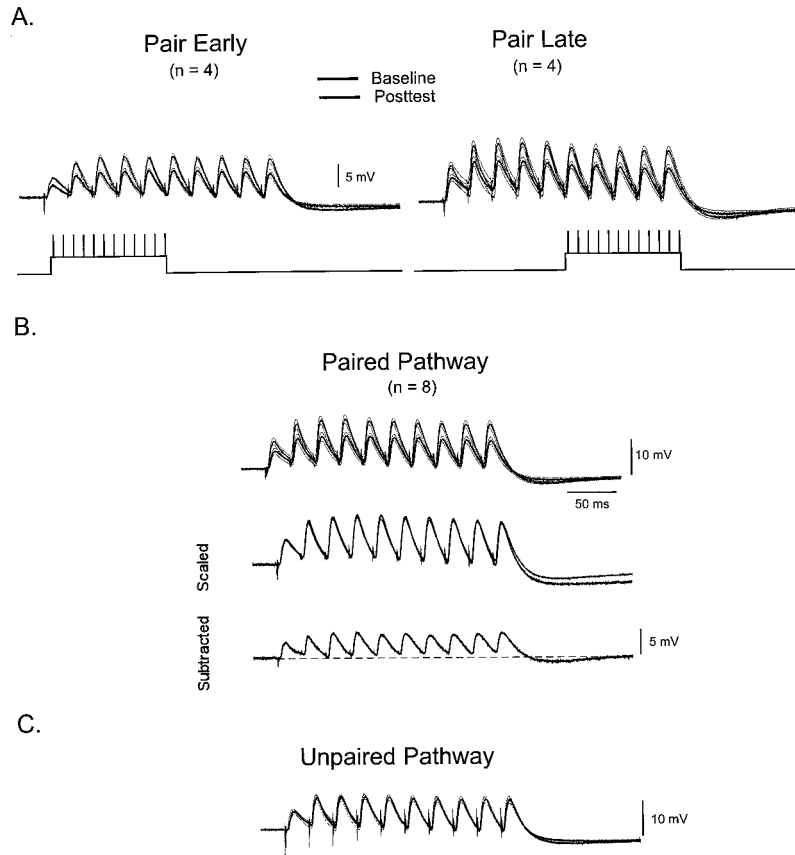 A.
Pair Early
(n = 4)
Pair Late
(n = 4)
Baseline
Posttest
5 mV
B.
Paired Pathway
(n = 8)
10 mV
50 ms
Scaled
Subtracted
5 mV
C.
Unpaired Pathway
10 mV